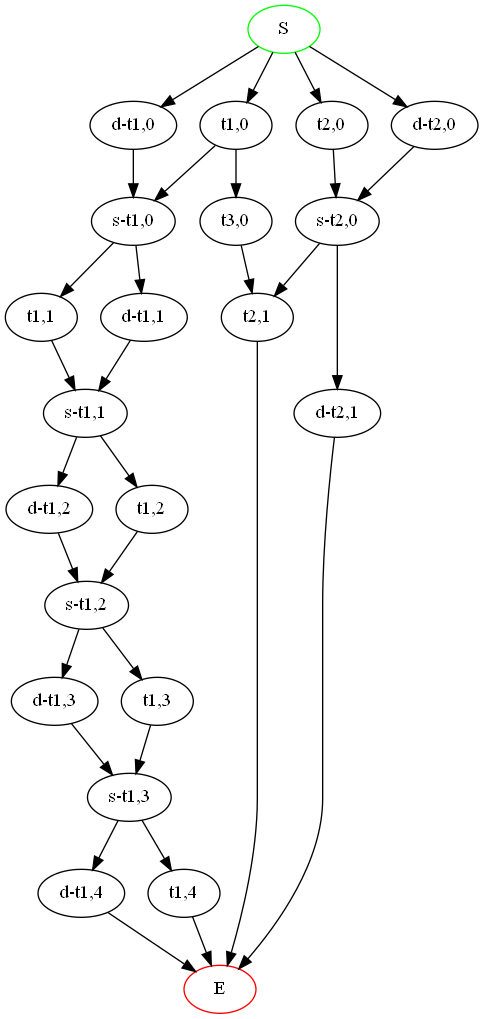 S
d-t1,0
t1,0
t2,0
d-t2,0
s-t1,0
t3,0
s-t2,0
t1,1
d-t1,1
t2,1
s-t1,1
d-t2,1
d-t1,2
t1,2
s-t1,2
d-t1,3
t1,3
s-t1,3
d-t1,4
t1,4
E